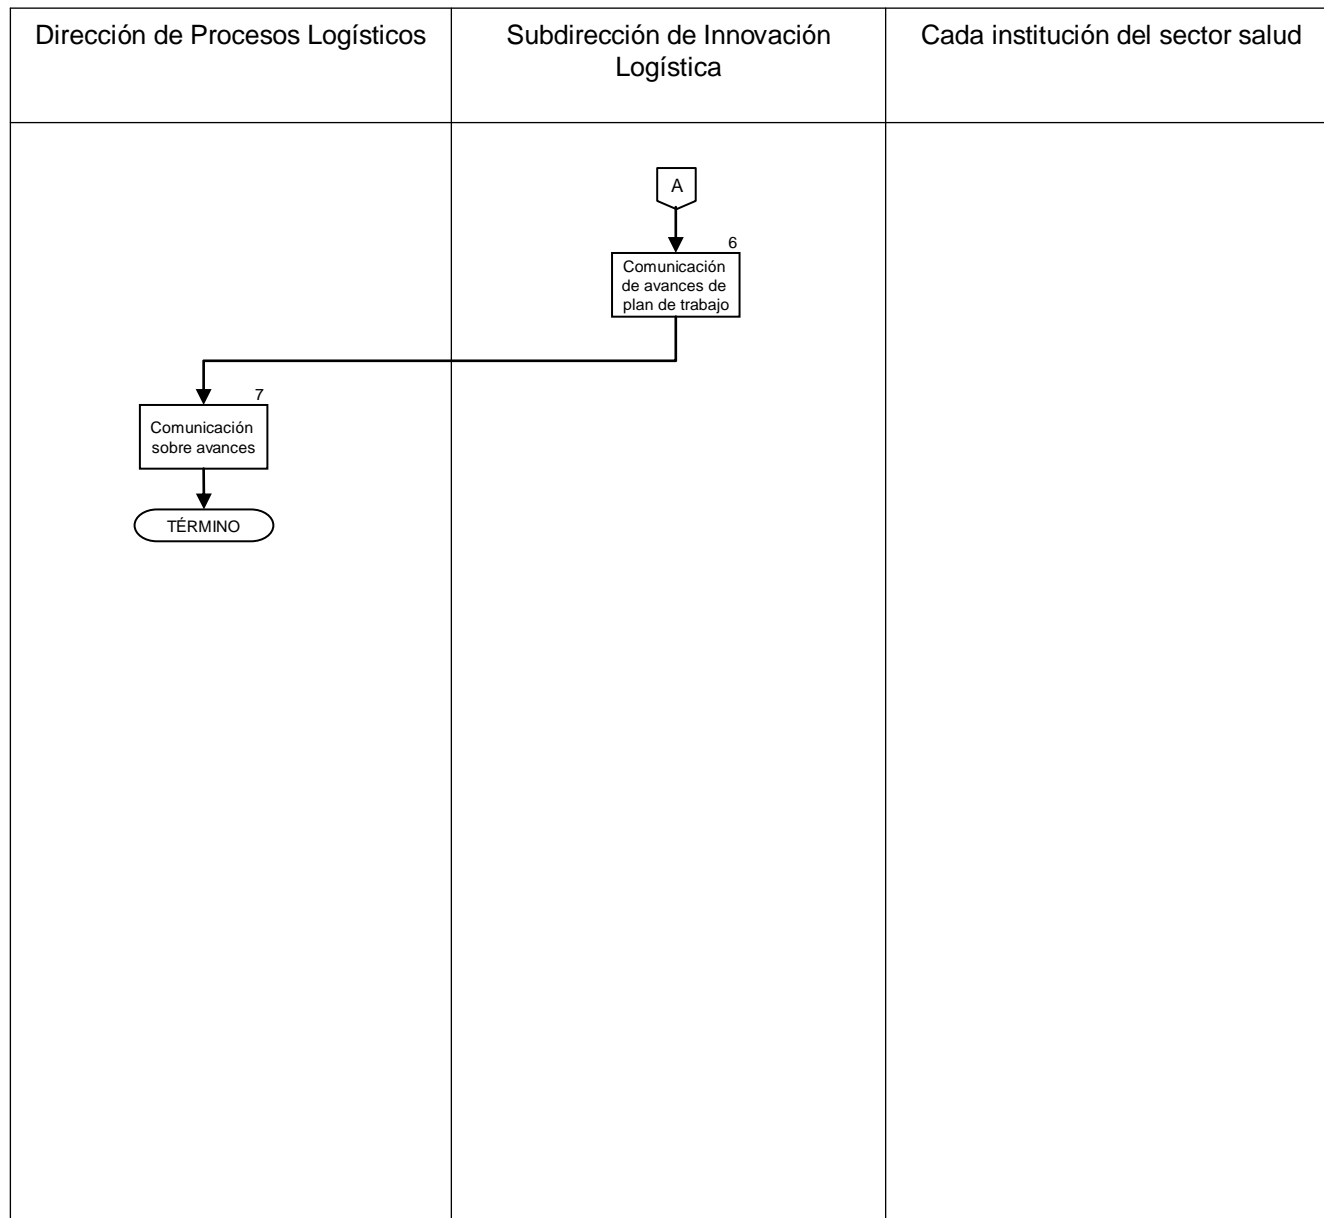 Dirección de Procesos Logísticos
Subdirección de Innovación
Logística
Cada institución del sector salud
A
6
Comunicación
de avances de
plan de trabajo
7
Comunicación
sobre avances
TÉRMINO